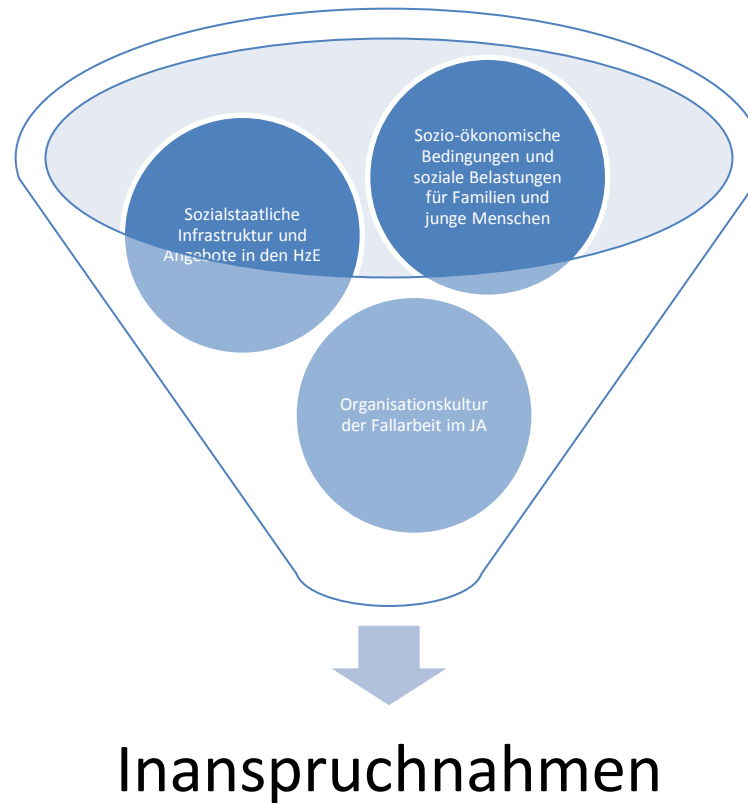 Sozio-ökonomische
Bedingungen und
soziale Belastungen
für Familien und
junge Menschen
Sozialstaatliche
Infrastruktur und
Angebote in den HzE
Organisationskultur
der Fallarbeit im JA
Inanspruchnahmen